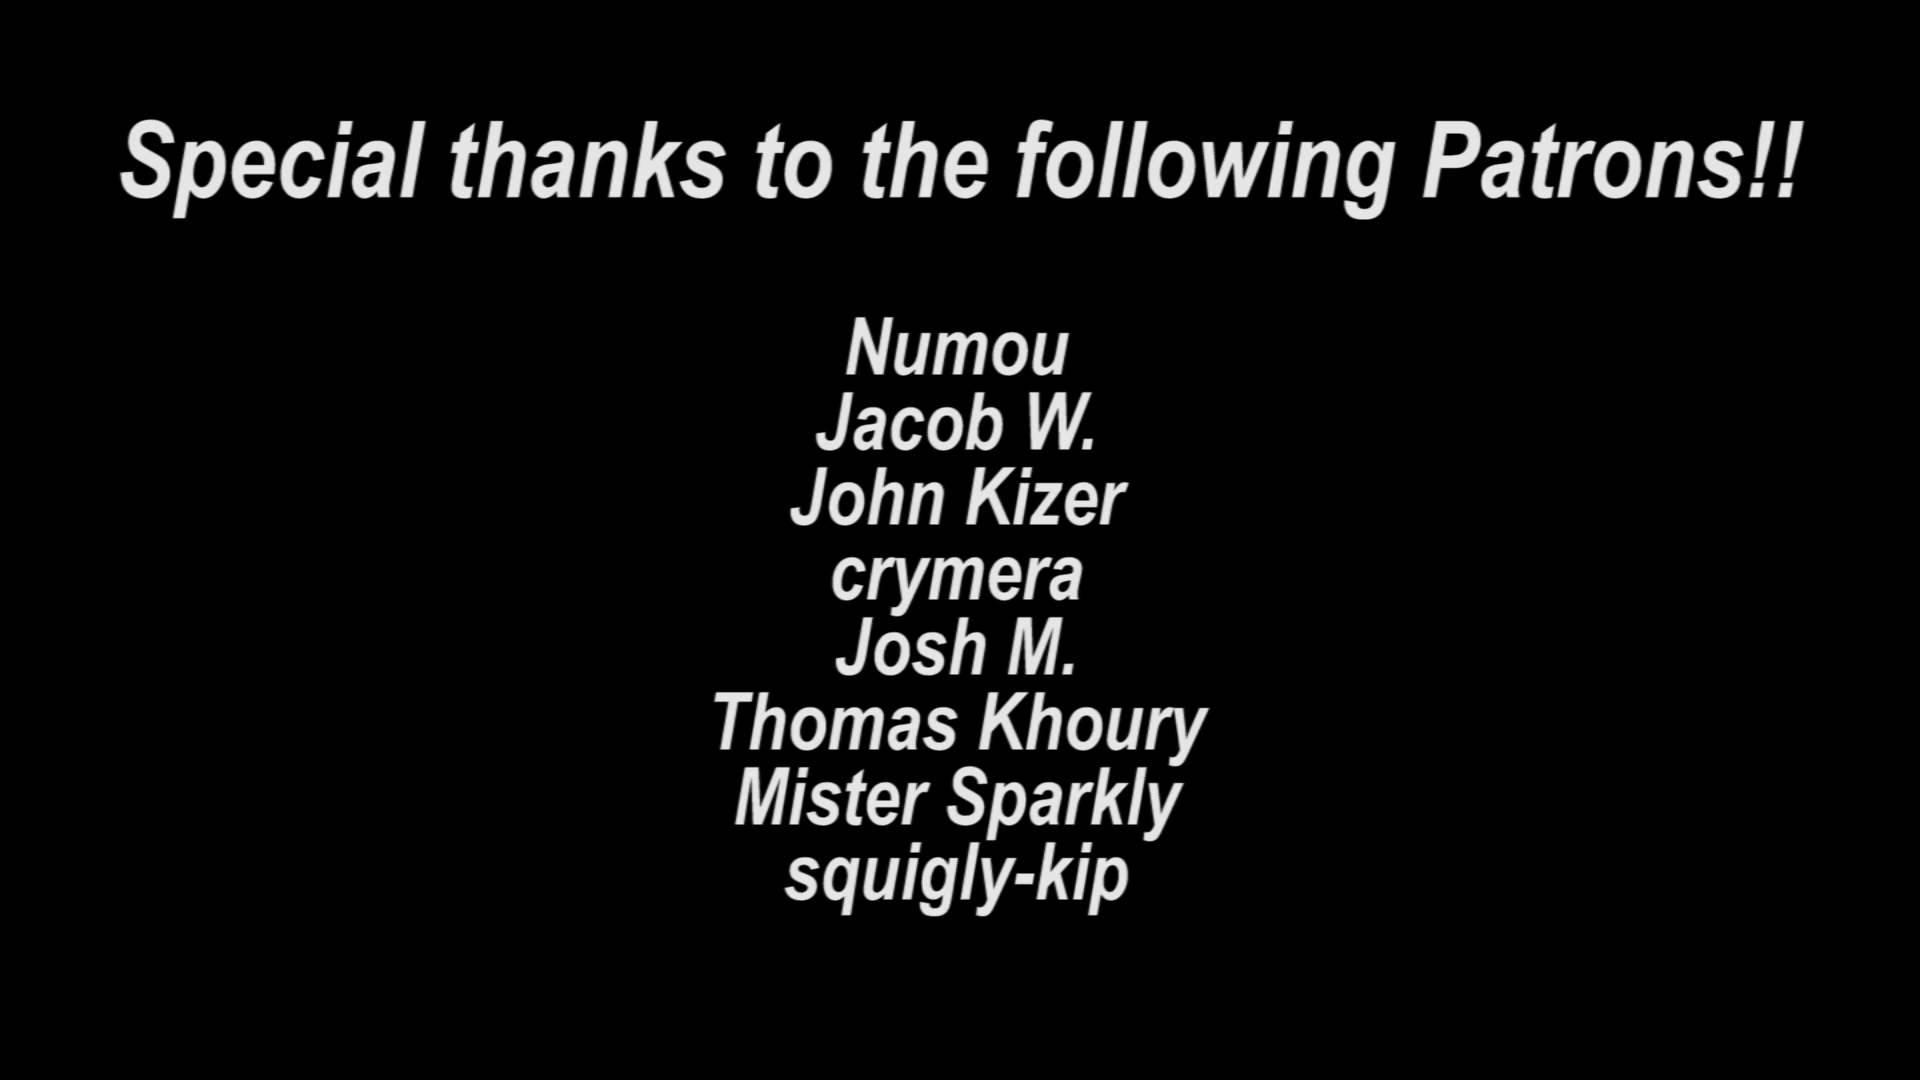 Special thanks to the following Patrons!!
Numou
Jacob W.
John Kizer
crymera
Josh M.
Thomas Khoury
Mister Sparkly
squigly-kip